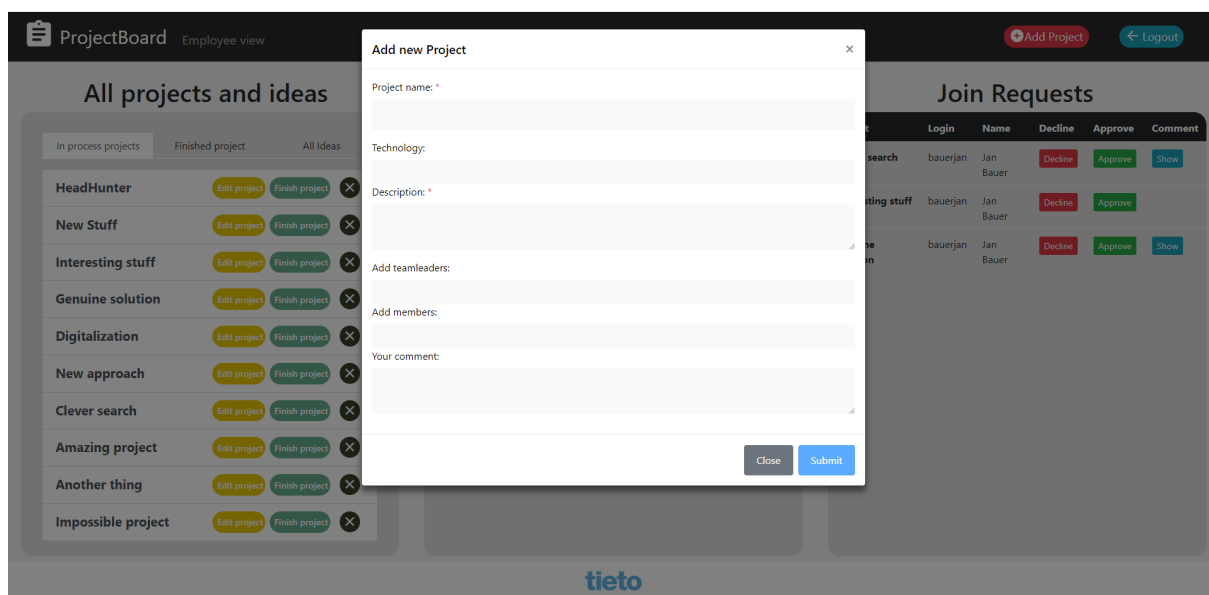 ProjectBoard Employee view
Add Project
Logout
All projects and ideas
In process projects Finished project All Ideas
HeadHunter Edit project Finish project
New Stuff Edit project Finish project
Interesting stuff Edit project Finish project
Genuine solution Edit project Finish project
Digitalization Edit project Finish project
New approach Edit project Finish project
Clever search Edit project Finish project
Amazing project Edit project Finish project
Another thing Edit project Finish project
Impossible project Edit project Finish project
Add new Project ×
Project name: *
Technology:
Description: *
Add teamleaders:
Add members:
Your comment:
Close Submit
Join Requests
Login Name Decline Approve Comment
search bauerjan Jan Decline Approve Show
Bauer
stuff bauerjan Jan Decline Approve
Bauer
bauerjan Jan Decline Approve Show
Bauer
tieto